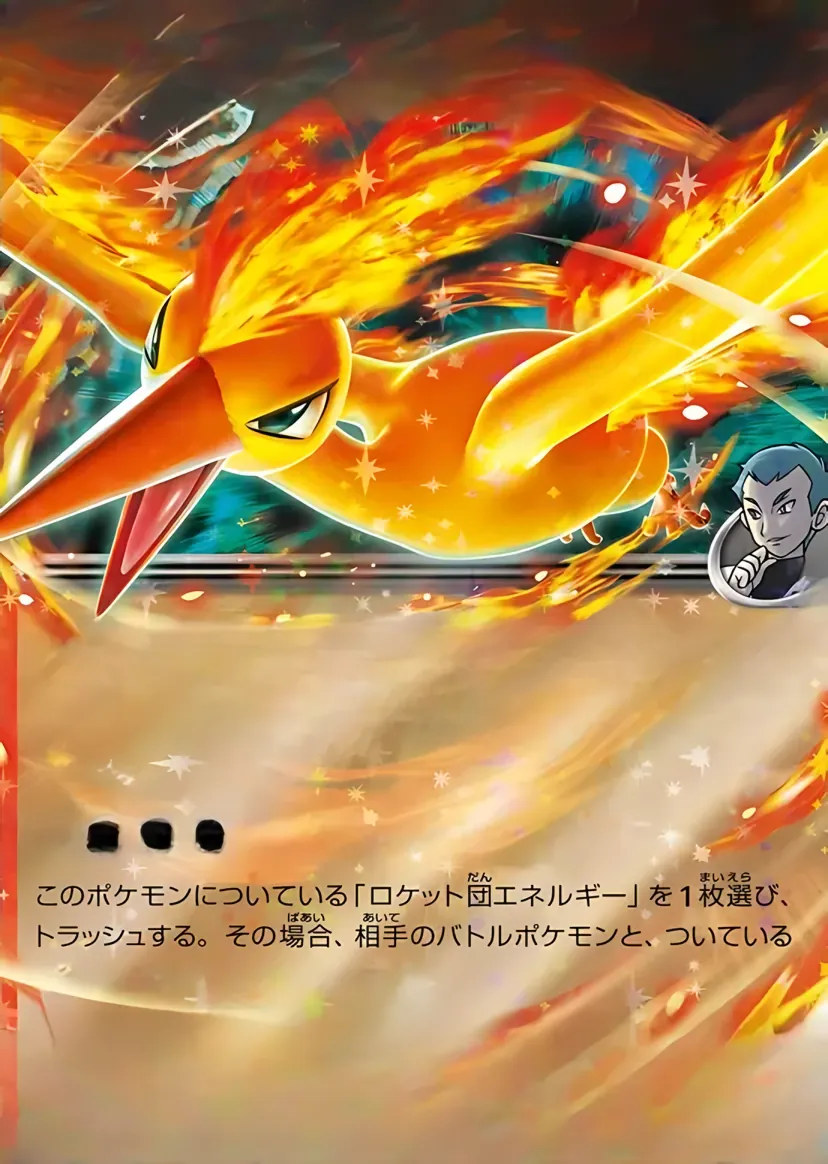 このポケモンについている「ロケット団エネルギー」を1枚選び、
トラッシュする。その場合、相手のバトルポケモンと、ついている